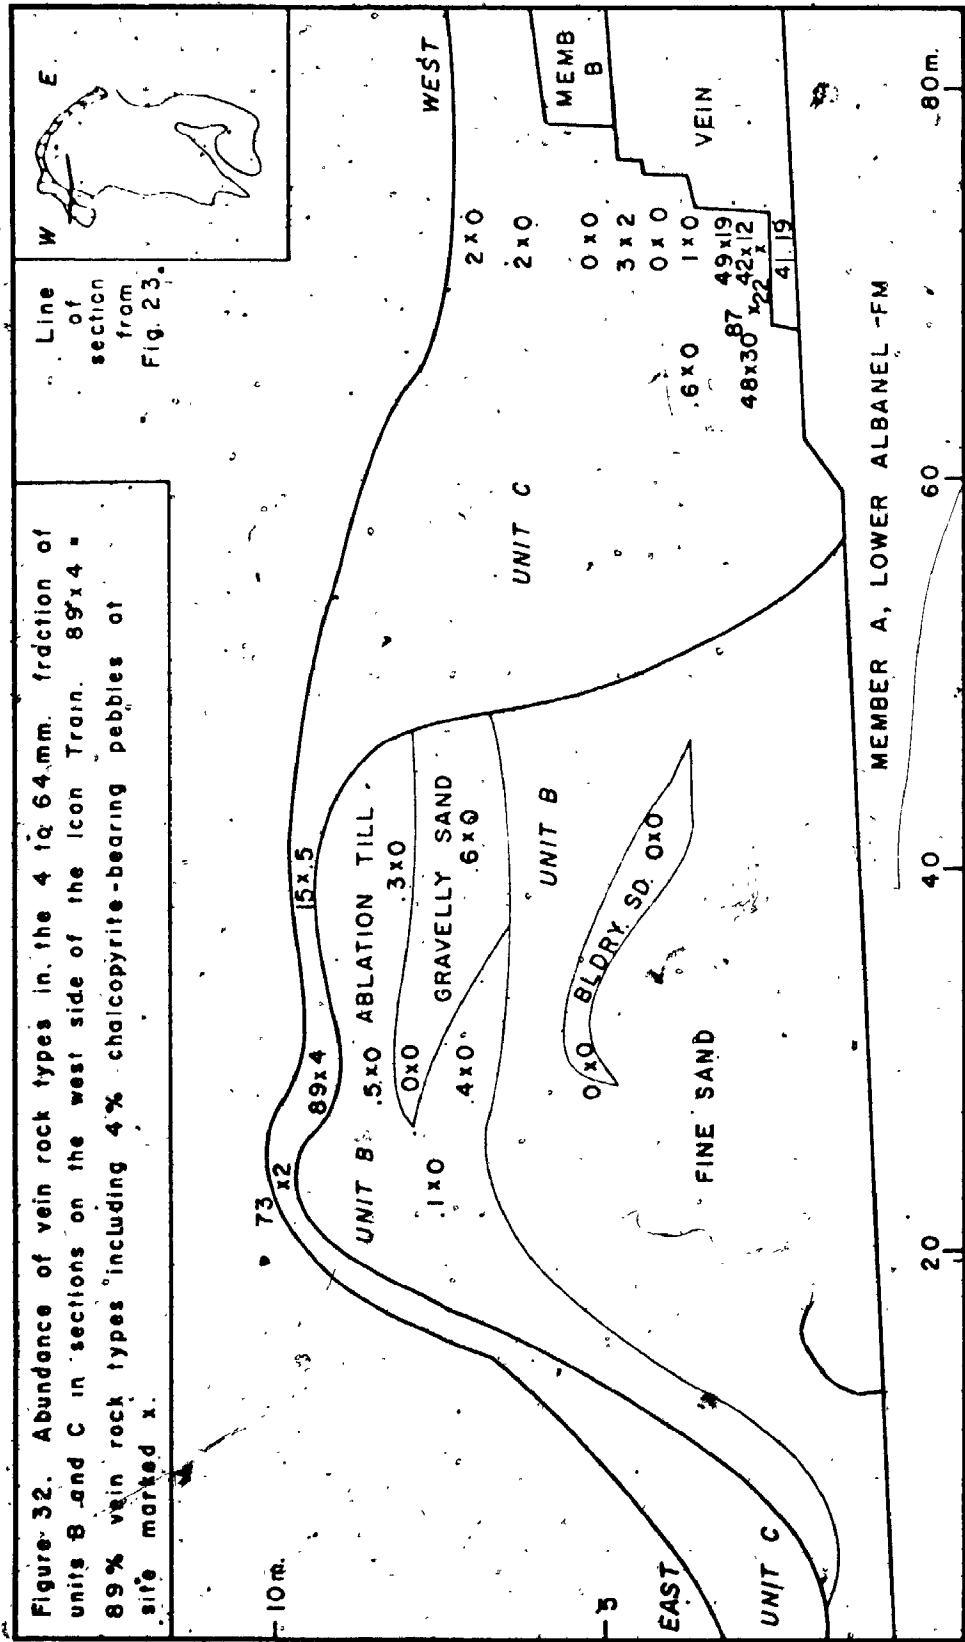 Figure 32. Abundance of vein rock types in the 4 to 64 mm. fraction of
units B and C in sections on the west side of the Icon Train. 89 x 4 =
89% vein rock types including 4% chalcopyrite-bearing pebbles at
site marked x.
Line
of
section
from
Fig. 23.
W E.
10m.
5
EAST
UNIT C
WEST
73 x2
89x4
15x.5
UNIT B
.5x0 ABLATION TILL
.3x0
0x0
GRAVELLY SAND
.6x0
.4x0
.1x0
UNIT B
0x0 BLDRY. SD. 0x0
FINE SAND
UNIT C
2x0
2x0
0x0
3x2
0x0
1x0
.6x0
49x19
42x12
87
x
22
48x30
x
41 19
MEMB
B
VEIN
MEMBER A, LOWER ALBANEL -FM
20
40
60
80m.